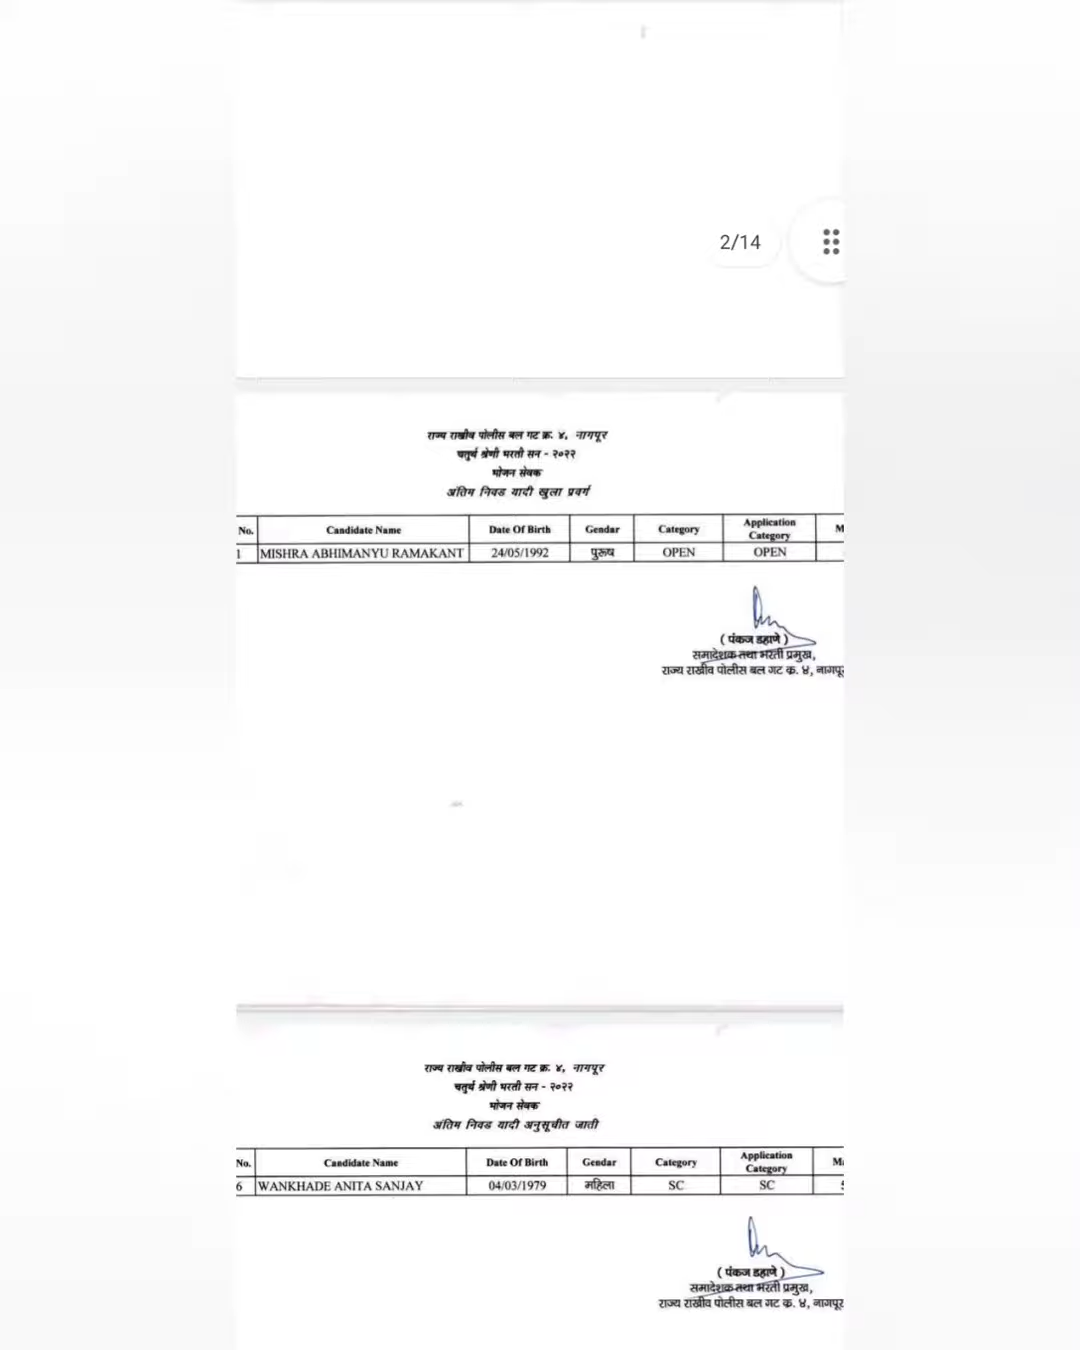 2/14
राज्य राखीव पोलीस बल गट क्र. ४, नागपूर
चतुर्थ श्रेणी भरती सन - २०२२
भोजन सेवक
अंतिम निवड यादी खुला प्रवर्ग
No. Candidate Name Date Of Birth Gendar Category Application Category M
1 MISHRA ABHIMANYU RAMAKANT 24/05/1992 पुरूष OPEN OPEN
( पंकज डहाणे )
समादेशक तथा भरती प्रमुख,
राज्य राखीव पोलीस बल गट क्र. ४, नागपूर
राज्य राखीव पोलीस बल गट क्र. ४, नागपूर
चतुर्थ श्रेणी भरती सन - २०२२
भोजन सेवक
अंतिम निवड यादी अनुसूचीत जाती
No. Candidate Name Date Of Birth Gendar Category Application Category Ma
6 WANKHADE ANITA SANJAY 04/03/1979 महिला SC SC
( पंकज डहाणे )
समादेशक तथा भरती प्रमुख,
राज्य राखीव पोलीस बल गट क्र. ४, नागपूर